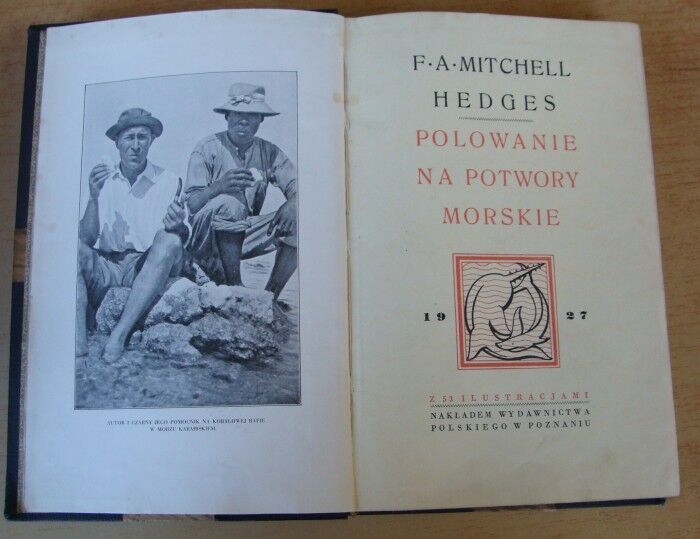 AUTOR I CZARNY JEGO POMOCNIK NA KORALOWEJ RAFIE
W MORZU KARAIBSKIEM.
F·A·MITCHELL
HEDGES
POLOWANIE
NA POTWORY
MORSKIE
19 27
Z 53 ILUSTRACJAMI
NAKŁADEM WYDAWNICTWA
POLSKIEGO W POZNANIU